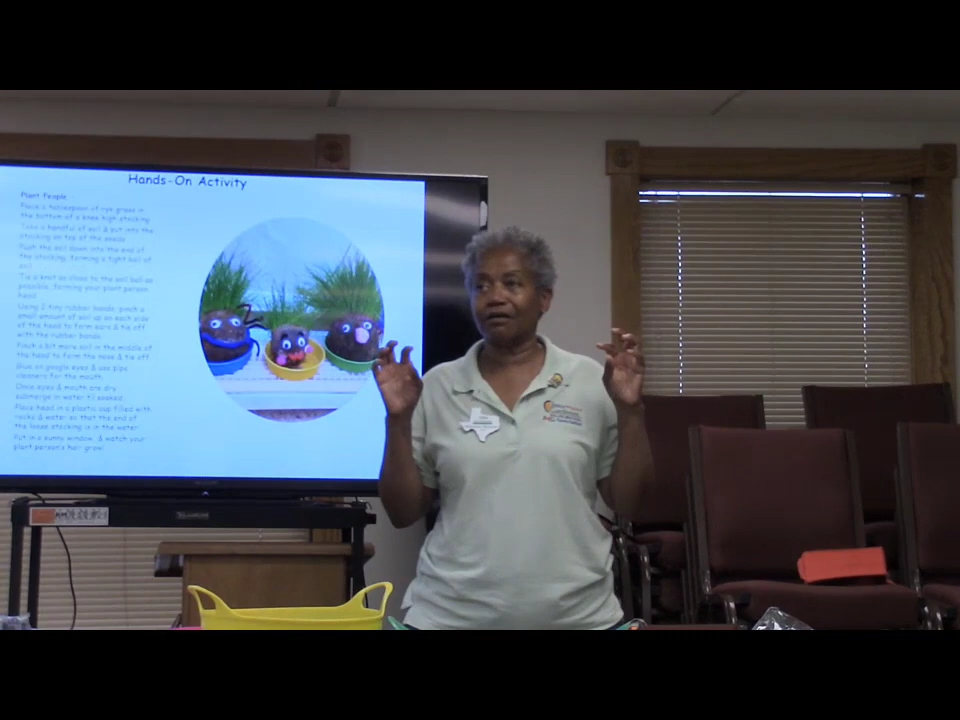 Hands-On Activity
Plant People
Place a tablespoon of rye grass in
the bottom of a knee high stocking.
Take a handful of soil & put into the
stocking on top of the seeds.
Push the soil down into the end of
the stocking, forming a tight ball of
soil.
Tie a knot as close to the soil ball as
possible, forming your plant person
head.
Using 2 tiny rubber bands, pinch a
small amount of soil up on each side
of the head to form ears & tie off
with the rubber bands.
Pinch a bit more soil in the middle of
the head to form the nose & tie off.
Glue on google eyes & use pipe
cleaners for the mouth.
Once eyes & mouth are dry
submerge in water til soaked.
Place head in a plastic cup filled with
rocks & water so that the end of
the loose stocking is in the water.
Put in a sunny window, & watch your
plant person's hair grow.